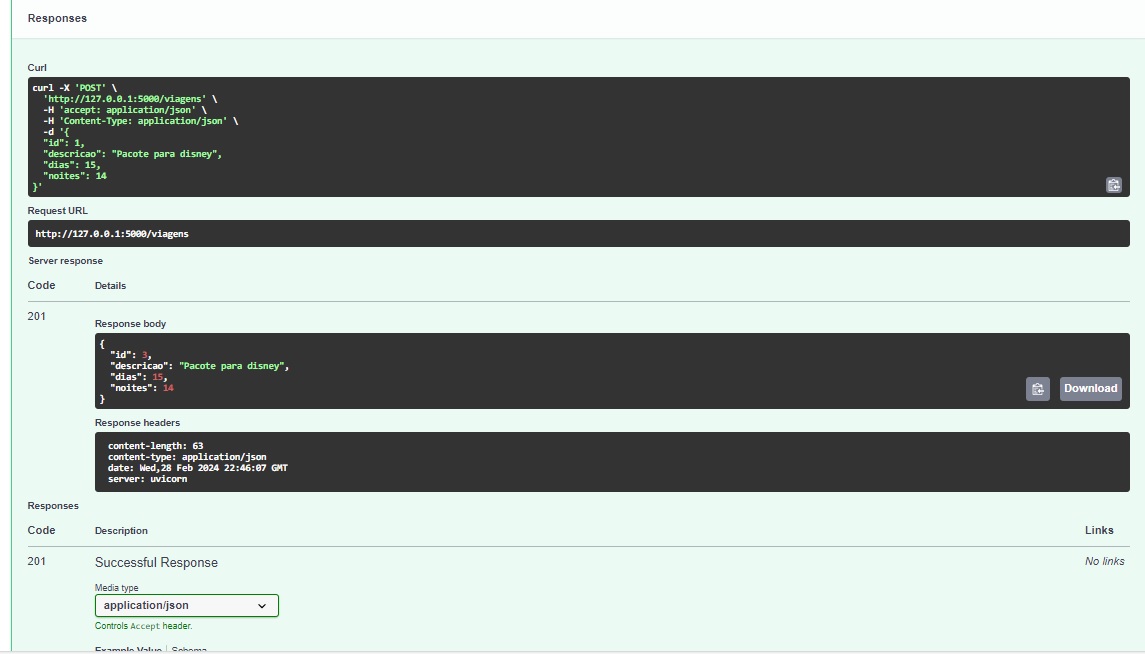 Responses
Curl
curl -X 'POST' \
'http://127.0.0.1:5000/viagens' \
-H 'accept: application/json' \
-H 'Content-Type: application/json' \
-d '{
"id": 1,
"descricao": "Pacote para disney",
"dias": 15,
"noites": 14
}'
Request URL
http://127.0.0.1:5000/viagens
Server response
Code Details
201
Response body
{
"id": 3,
"descricao": "Pacote para disney",
"dias": 15,
"noites": 14
}
Download
Response headers
content-length: 63
content-type: application/json
date: Wed,28 Feb 2024 22:46:07 GMT
server: uvicorn
Responses
Code Description Links
201 Successful Response No links
Media type
application/json
Controls Accept header.
Example Value | Schema